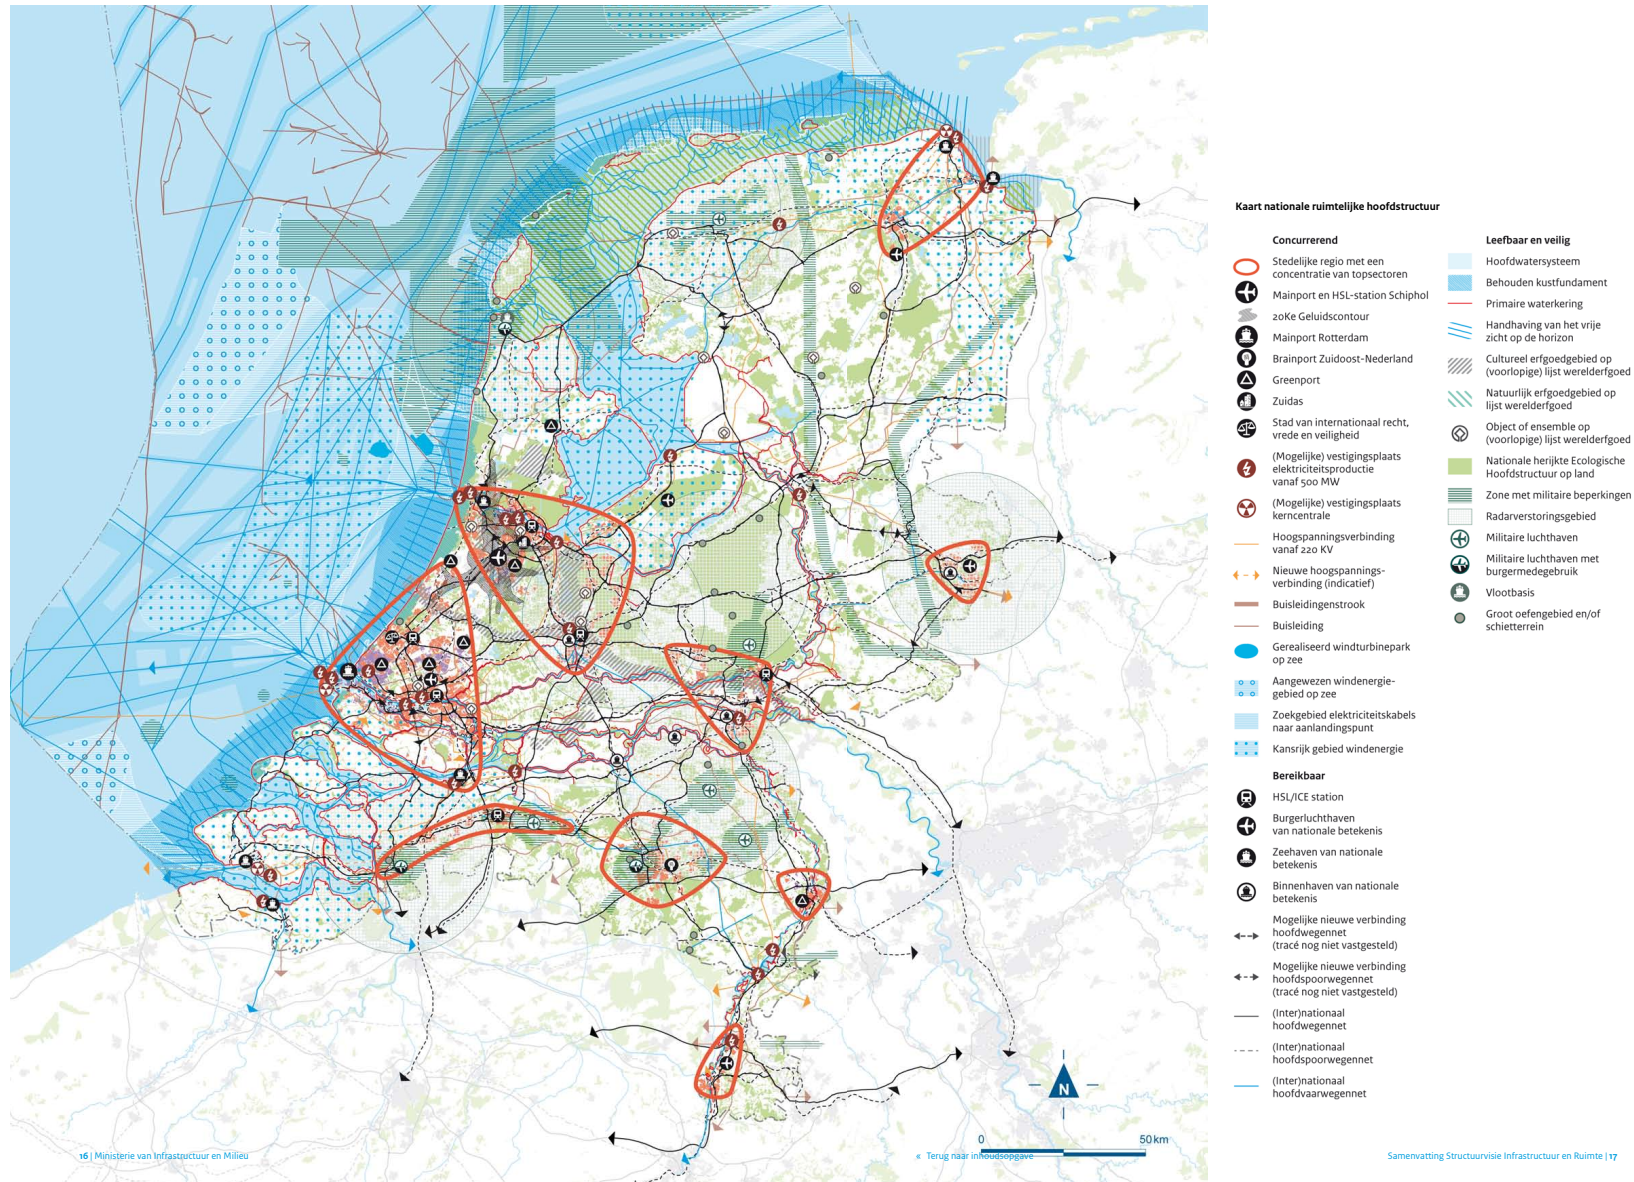 Kaart nationale ruimtelijke hoofdstructuur
Concurrerend
Stedelijke regio met een
concentratie van topsectoren
Mainport en HSL-station Schiphol
20Ke Geluidscontour
Mainport Rotterdam
Brainport Zuidoost-Nederland
Greenport
Zuidas
Stad van internationaal recht,
vrede en veiligheid
(Mogelijke) vestigingsplaats
elektriciteitsproductie
vanaf 500 MW
(Mogelijke) vestigingsplaats
kerncentrale
Hoogspanningsverbinding
vanaf 220 KV
Nieuwe hoogspannings-
verbinding (indicatief)
Buisleidingenstrook
Buisleiding
Gerealiseerd windturbinepark
op zee
Aangewezen windenergie-
gebied op zee
Zoekgebied elektriciteitskabels
naar aanlandingspunt
Kansrijk gebied windenergie
Bereikbaar
HSL/ICE station
Burgerluchthaven
van nationale betekenis
Zeehaven van nationale
betekenis
Binnenhaven van nationale
betekenis
Mogelijke nieuwe verbinding
hoofdwegennet
(tracé nog niet vastgesteld)
Mogelijke nieuwe verbinding
hoofdspoorwegennet
(tracé nog niet vastgesteld)
(Inter)nationaal
hoofdwegennet
(Inter)nationaal
hoofdspoorwegennet
(Inter)nationaal
hoofdvaarwegennet
Leefbaar en veilig
Hoofdwatersysteem
Behouden kustfundament
Primaire waterkering
Handhaving van het vrije
zicht op de horizon
Cultureel erfgoedgebied op
(voorlopige) lijst werelderfgoed
Natuurlijk erfgoedgebied op
lijst werelderfgoed
Object of ensemble op
(voorlopige) lijst werelderfgoed
Nationale herijkte Ecologische
Hoofdstructuur op land
Zone met militaire beperkingen
Radarverstoringsgebied
Militaire luchthaven
Militaire luchthaven met
burgermedegebruik
Vlootbasis
Groot oefengebied en/of
schietterrein
N
0 50 km
16 | Ministerie van Infrastructuur en Milieu
« Terug naar inhoudsopgave
Samenvatting Structuurvisie Infrastructuur en Ruimte | 17